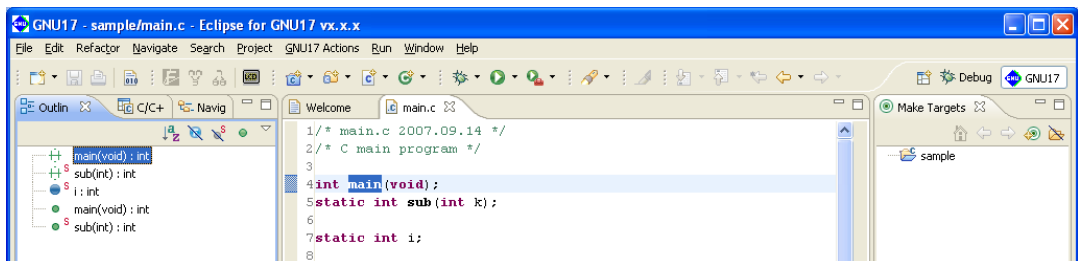 GNU17 - sample/main.c - Eclipse for GNU17 vx.x.x
File Edit Refactor Navigate Search Project GNU17 Actions Run Window Help
Debug GNU17
Outlin C/C+ Navig Welcome main.c Make Targets
main(void) : int
sub(int) : int
i : int
main(void) : int
sub(int) : int
1/* main.c 2007.09.14 */
2/* C main program */
3
4int main(void);
5static int sub(int k);
6
7static int i;
8
sample